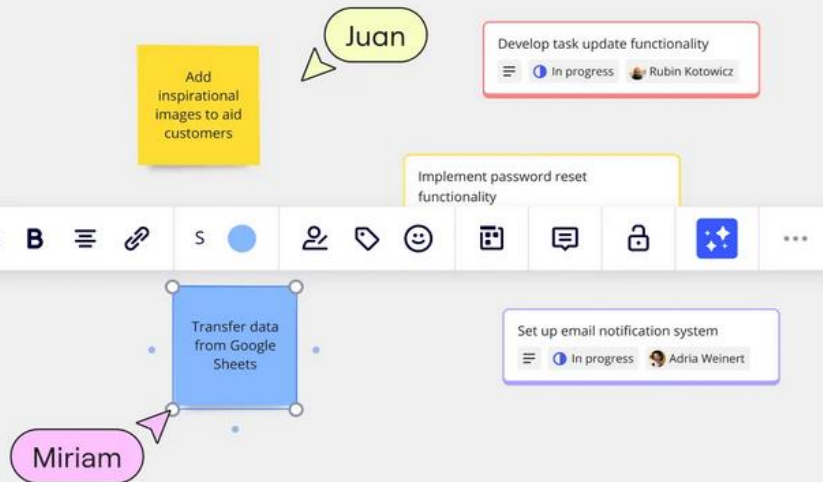 Juan
Add
inspirational
images to aid
customers
Develop task update functionality
In progress Rubin Kotowicz
Implement password reset
functionality
B S
Transfer data
from Google
Sheets
Set up email notification system
In progress Adria Weinert
Miriam